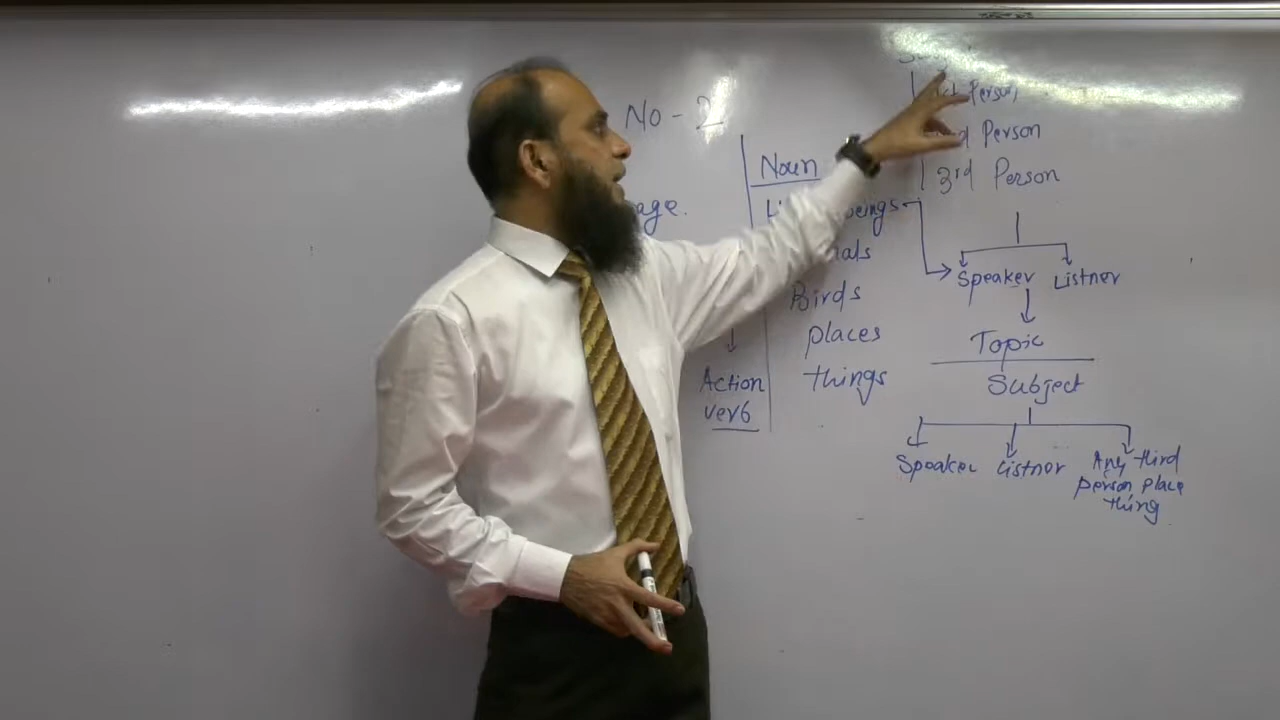 No - 2
Noun
beings
Birds
places
things
Action
verb
Person
Person
3rd Person
Speaker Listner
Topic
Subject
Speaker Listner Any third
person place
thing